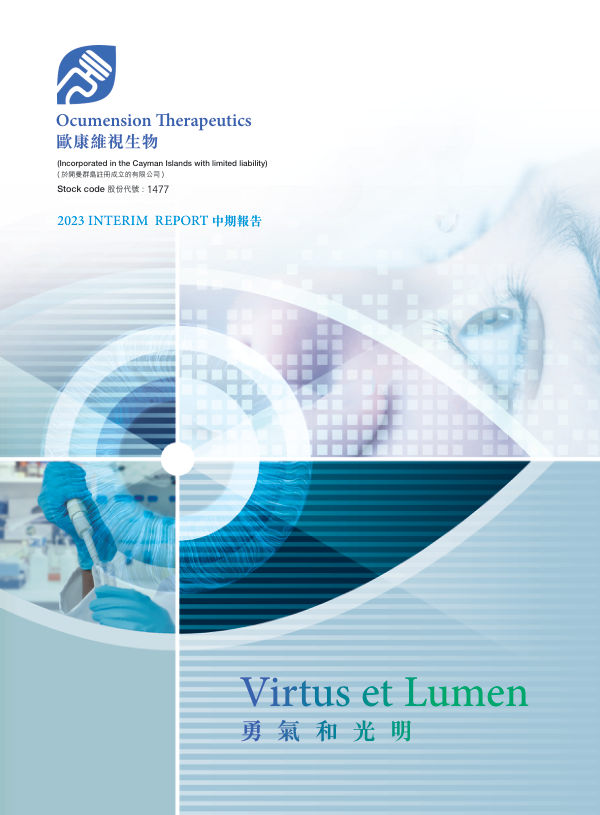 Ocumension Therapeutics
歐康維視生物
(Incorporated in the Cayman Islands with limited liability)
(於開曼群島註冊成立的有限公司)
Stock code 股份代號：1477
2023 INTERIM REPORT 中期報告
Virtus et Lumen
勇氣和光明